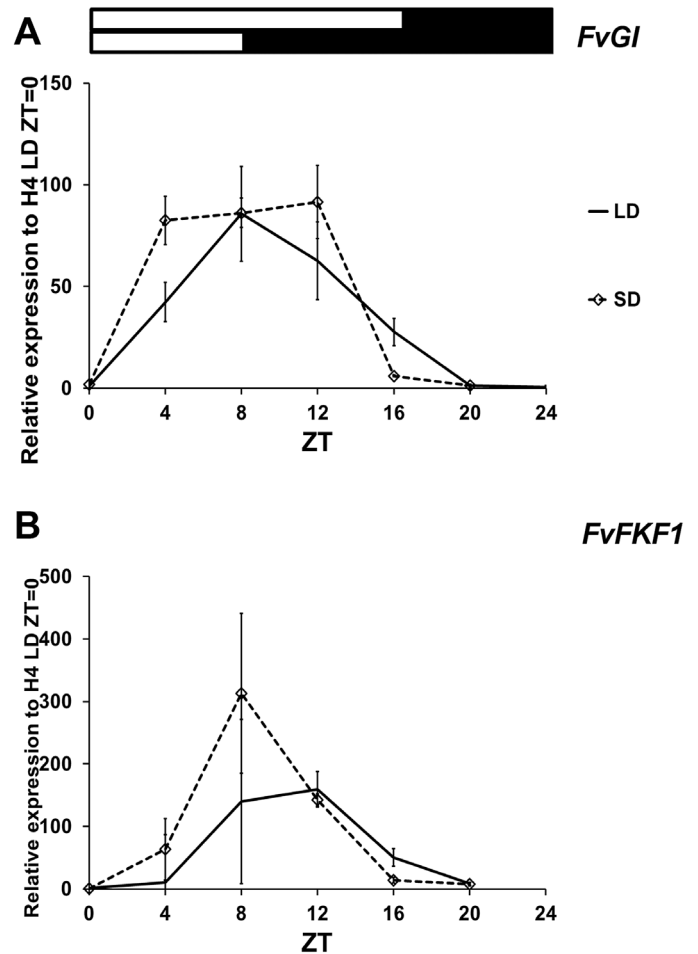 A
FvGI
Relative expression to H4 LD ZT=0
150
100
50
0
0 4 8 12 16 20 24
ZT
LD
SD
B
FvFKF1
Relative expression to H4 LD ZT=0
500
400
300
200
100
0
0 4 8 12 16 20 24
ZT